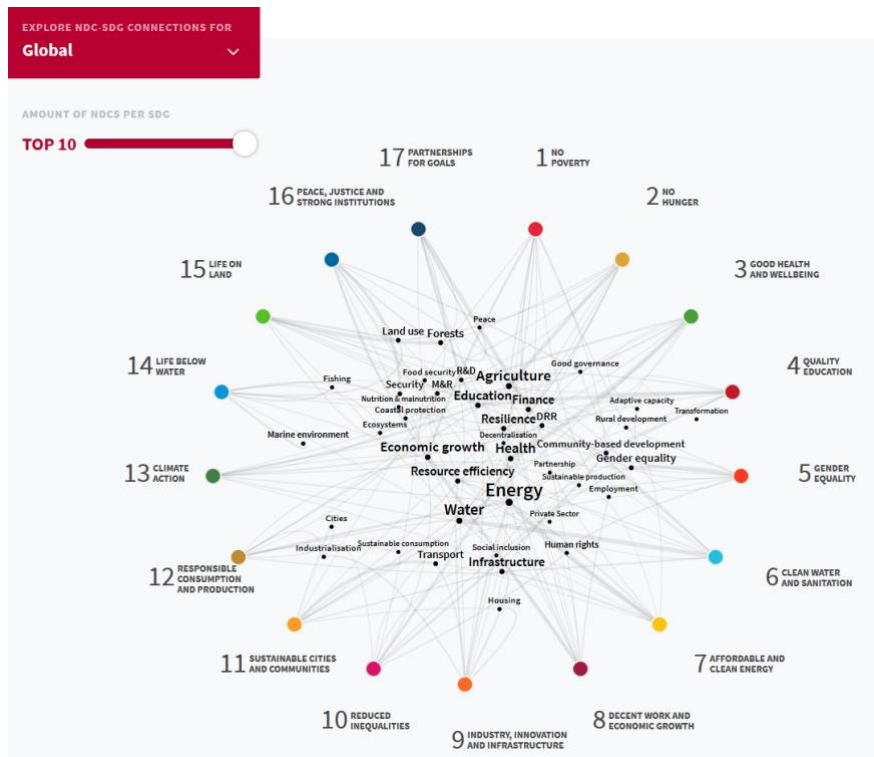 EXPLORE NDC-SDG CONNECTIONS FOR
Global
AMOUNT OF NDCS PER SDG
TOP 10
17 PARTNERSHIPS
FOR GOALS
1 NO
POVERTY
16 PEACE, JUSTICE AND
STRONG INSTITUTIONS
2 NO
HUNGER
15 LIFE ON
LAND
3 GOOD HEALTH
AND WELLBEING
14 LIFE BELOW
WATER
4 QUALITY
EDUCATION
13 CLIMATE
ACTION
5 GENDER
EQUALITY
12 RESPONSIBLE
CONSUMPTION
AND PRODUCTION
6 CLEAN WATER
AND SANITATION
11 SUSTAINABLE CITIES
AND COMMUNITIES
7 AFFORDABLE AND
CLEAN ENERGY
10 REDUCED
INEQUALITIES
8 DECENT WORK AND
ECONOMIC GROWTH
9 INDUSTRY, INNOVATION
AND INFRASTRUCTURE
Peace
Land use
Forests
Good governance
Food security
R&D
Agriculture
Fishing
Security
M&R
Nutrition & malnutrition
Education
Finance
Adaptive capacity
Coastal protection
Transformation
Resilience
DRR
Rural development
Ecosystems
Marine environment
Decentralisation
Economic growth
Health
Community-based development
Gender equality
Resource efficiency
Partnership
Sustainable production
Energy
Employment
Water
Private Sector
Cities
Industrialisation
Sustainable consumption
Transport
Social inclusion
Human rights
Infrastructure
Housing